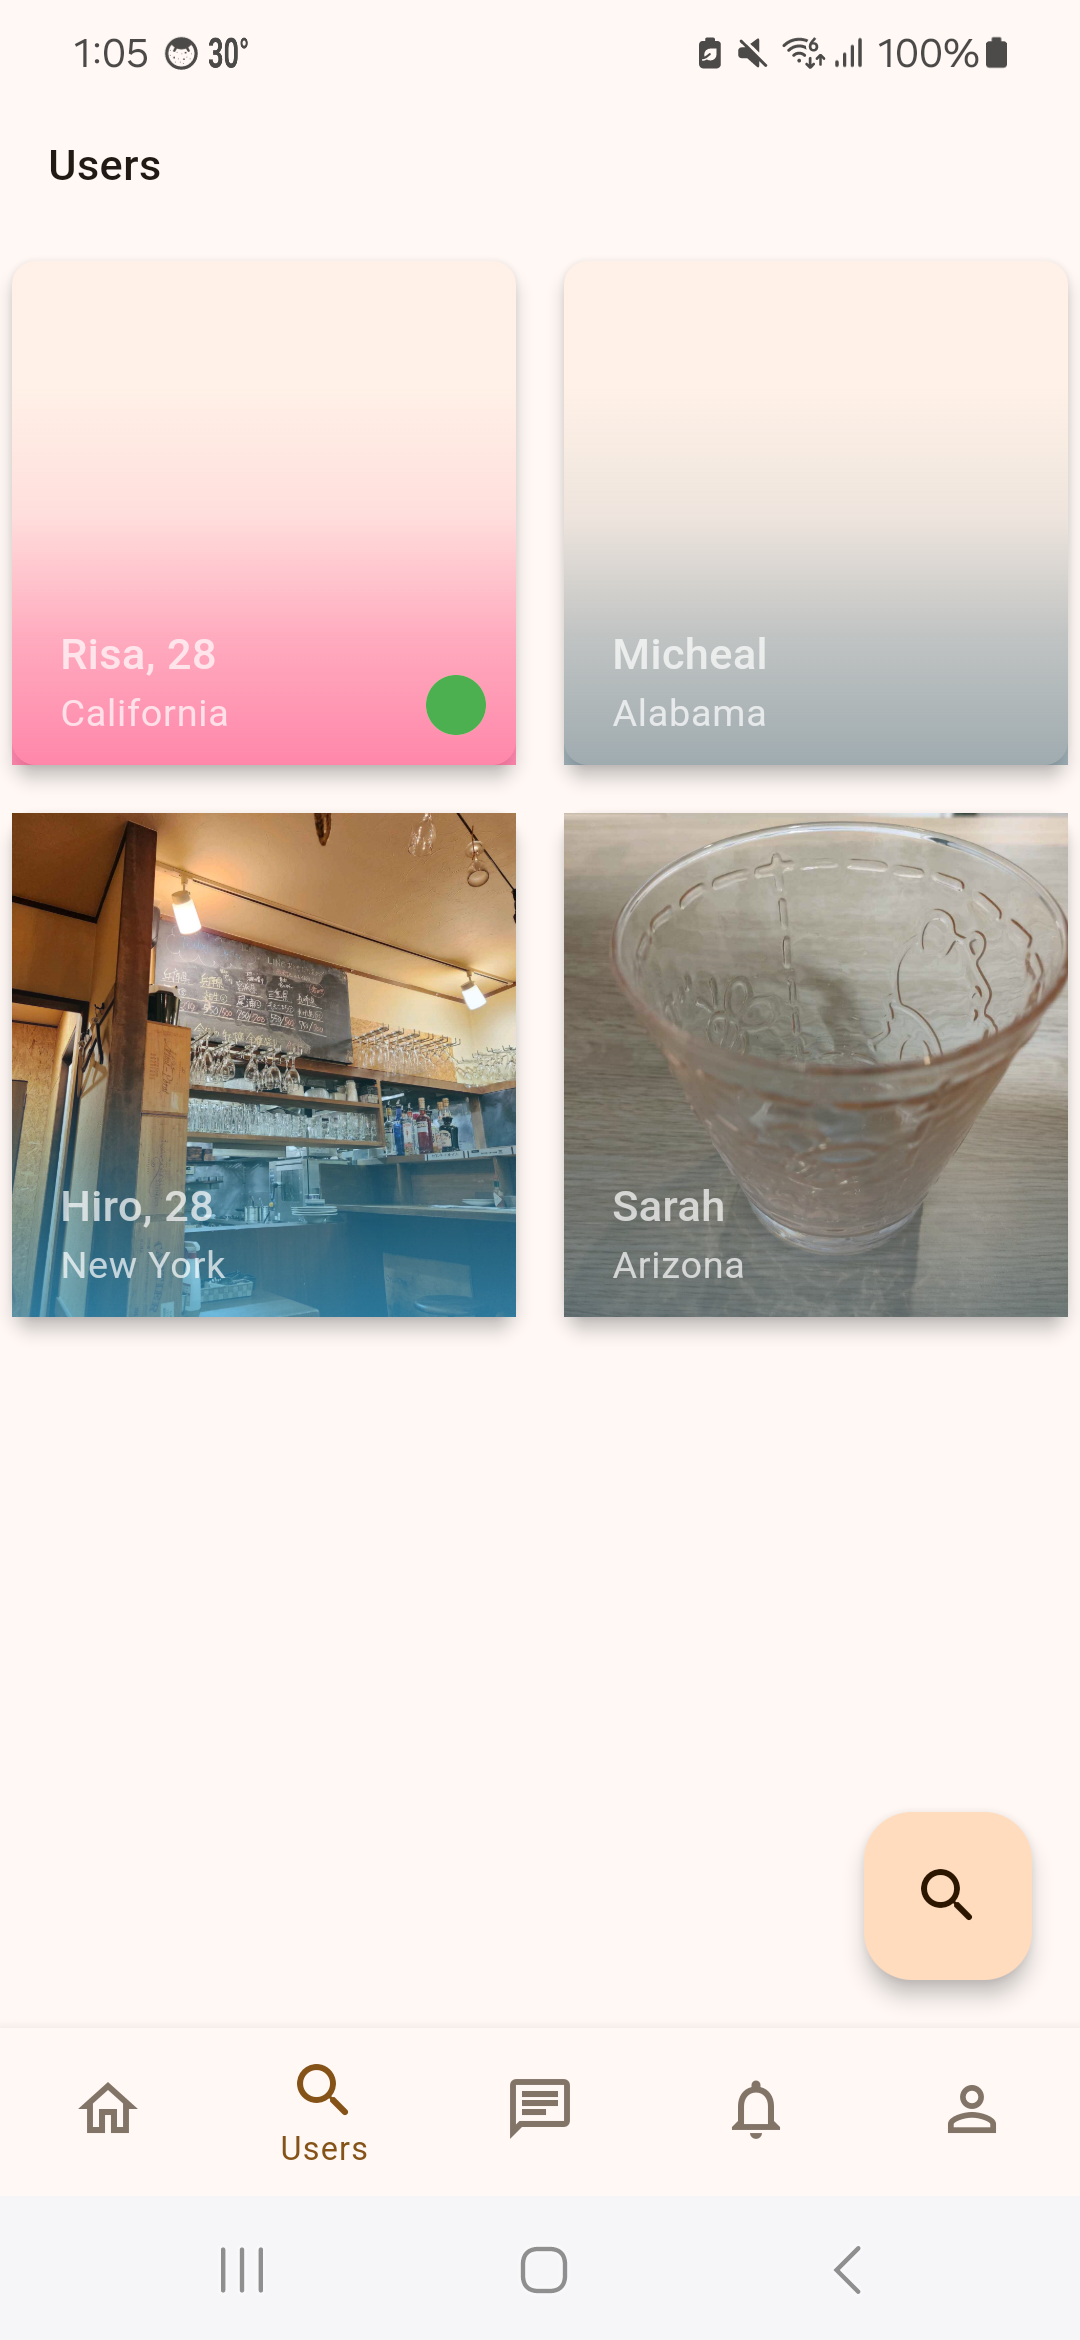 1:05 30°
100%
Users
Risa, 28
California
Micheal
Alabama
Hiro, 28
New York
Sarah
Arizona
Users